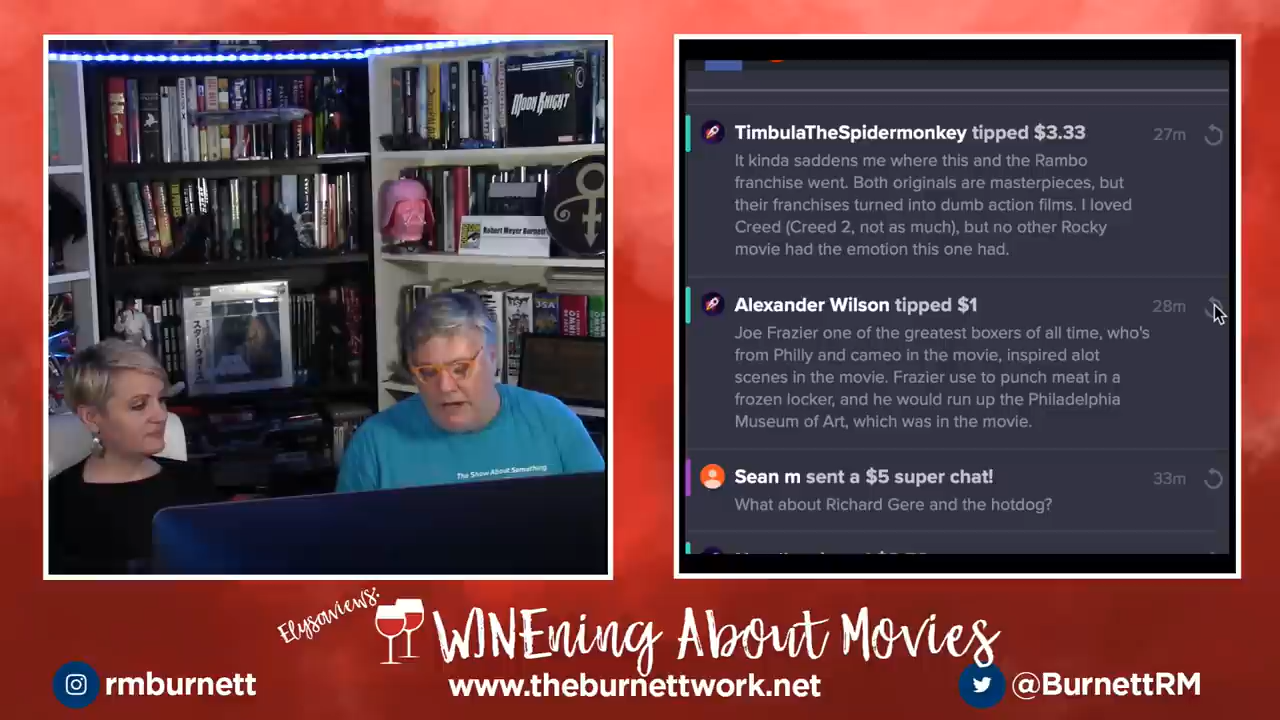 MOON KNIGHT
Robert Meyer Burnett
JSA
The Show About Something
TimbulaTheSpidermonkey tipped $3.33
27m
It kinda saddens me where this and the Rambo
franchise went. Both originals are masterpieces, but
their franchises turned into dumb action films. I loved
Creed (Creed 2, not as much), but no other Rocky
movie had the emotion this one had.
Alexander Wilson tipped $1
28m
Joe Frazier one of the greatest boxers of all time, who's
from Philly and cameo in the movie, inspired alot
scenes in the movie. Frazier use to punch meat in a
frozen locker, and he would run up the Philadelphia
Museum of Art, which was in the movie.
Sean m sent a $5 super chat!
33m
What about Richard Gere and the hotdog?
Elysaviews:
WINEning About Movies
rmburnett
www.theburnettwork.net
@BurnettRM